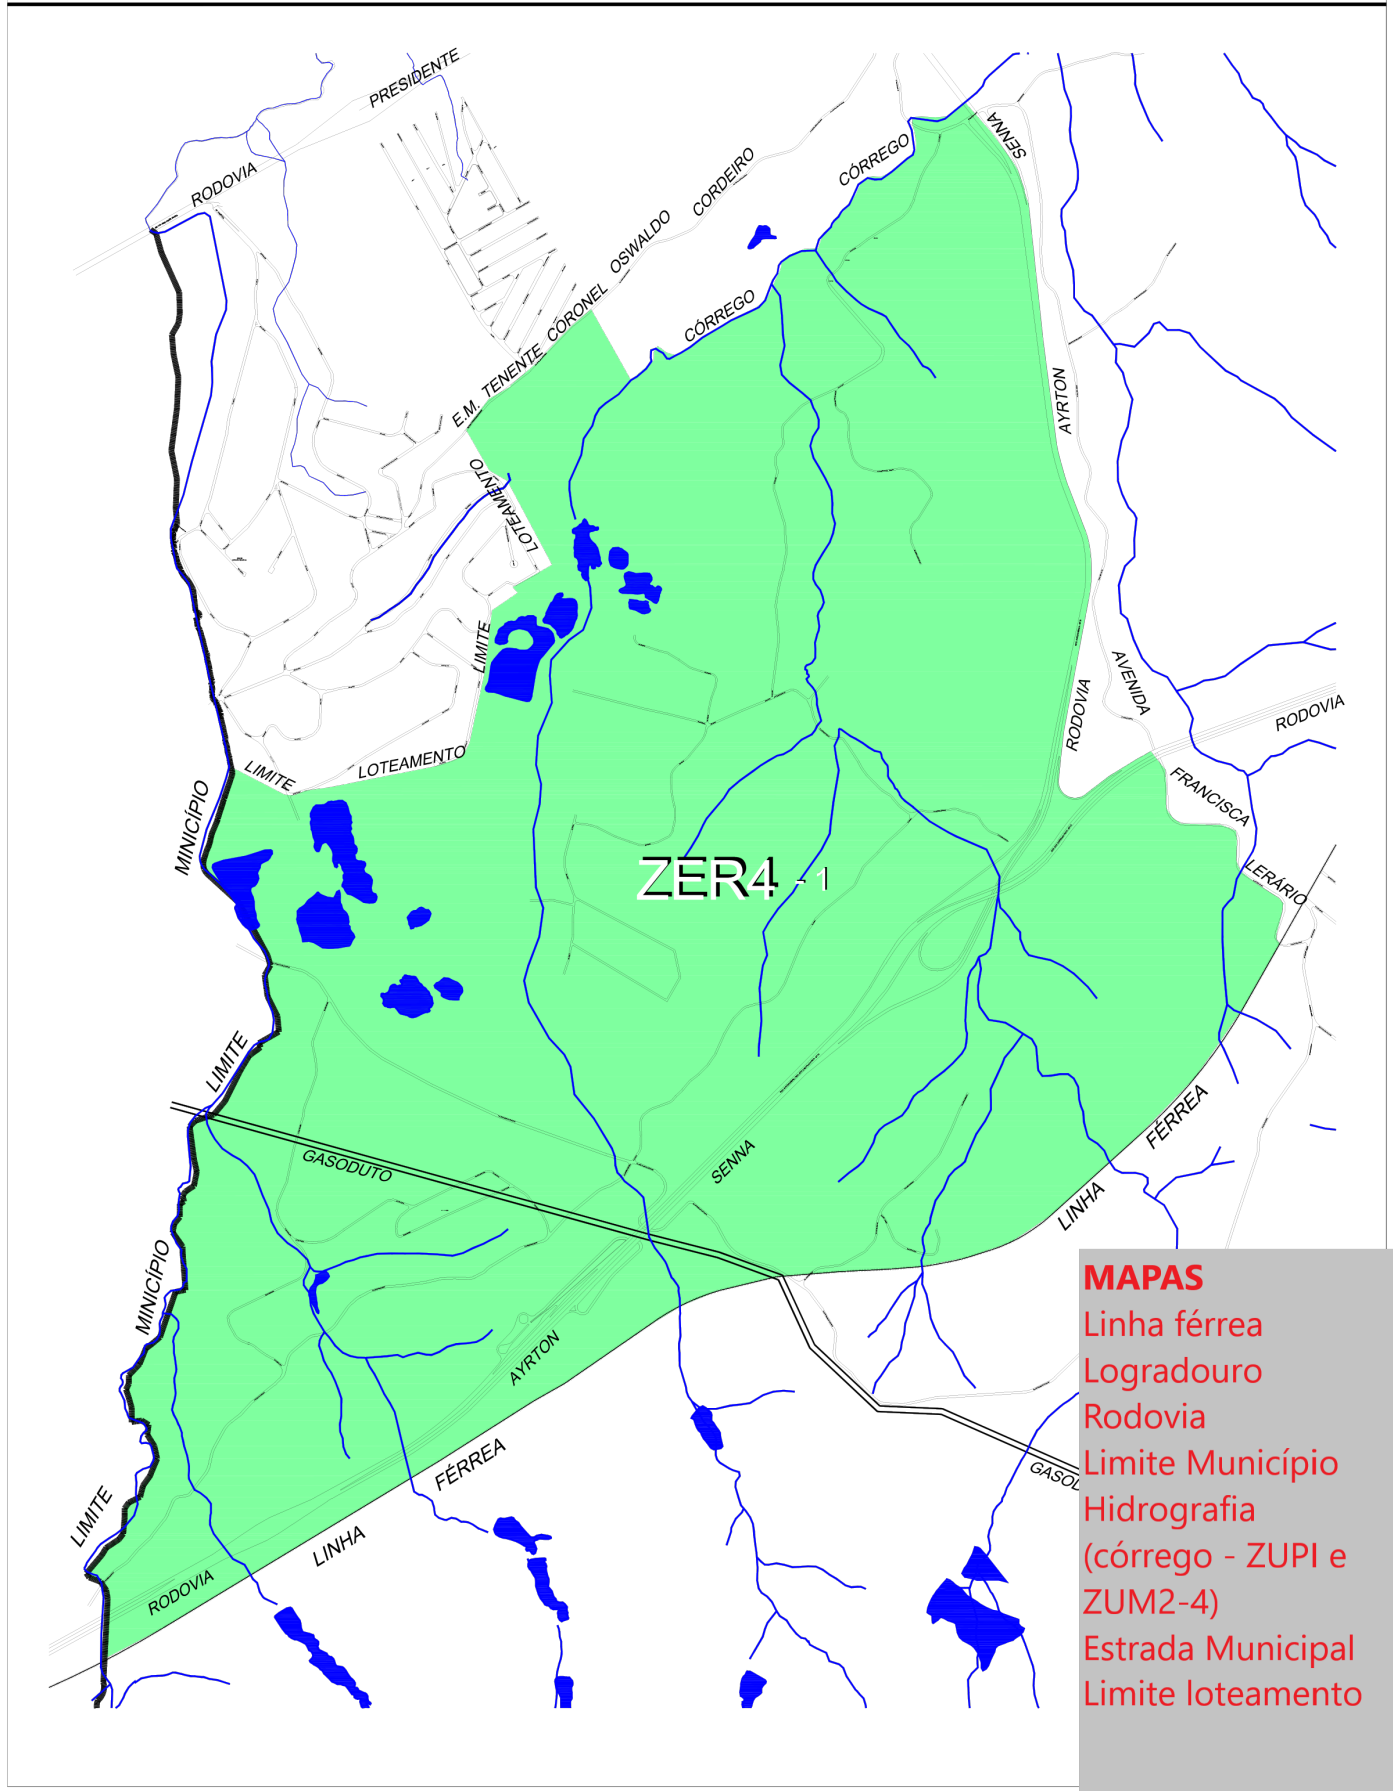 PRESIDENTE
RODOVIA
SENNA
CÓRREGO
CORDEIRO
OSWALDO
CORONEL
TENENTE
E.M.
CÓRREGO
AYRTON
LOTEAMENTO
LIMITE
AVENIDA
RODOVIA
RODOVIA
LIMITE
LOTEAMENTO
FRANCISCA
LERÁRIO
MINICÍPIO
ZER4 - 1
LIMITE
GASODUTO
SENNA
FÉRREA
LINHA
MINICÍPIO
AYRTON
FÉRREA
LINHA
LIMITE
RODOVIA
GASOD
MAPAS
Linha férrea
Logradouro
Rodovia
Limite Município
Hidrografia
(córrego - ZUPI e
ZUM2-4)
Estrada Municipal
Limite loteamento